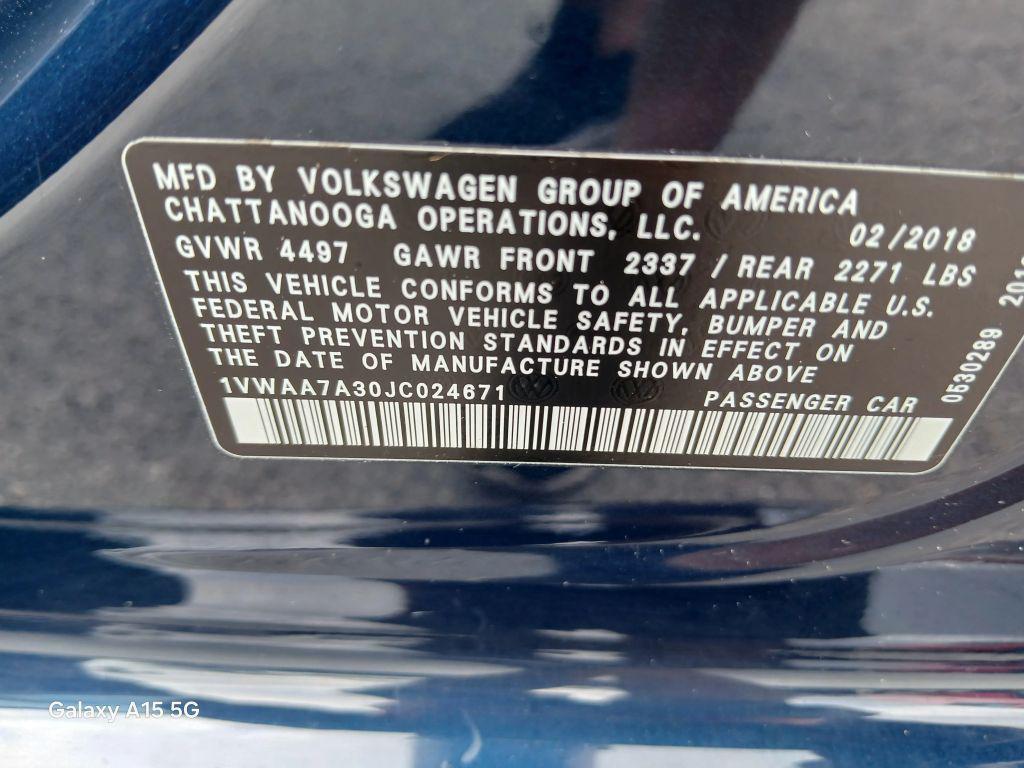 MFD BY VOLKSWAGEN GROUP OF AMERICA
CHATTANOOGA OPERATIONS, LLC.
02/2018
GVWR 4497 GAWR FRONT 2337 / REAR 2271 LBS
THIS VEHICLE CONFORMS TO ALL APPLICABLE U.S.
FEDERAL MOTOR VEHICLE SAFETY, BUMPER AND
THEFT PREVENTION STANDARDS IN EFFECT ON
THE DATE OF MANUFACTURE SHOWN ABOVE
1VWAA7A30JC024671 PASSENGER CAR
0530289
Galaxy A15 5G